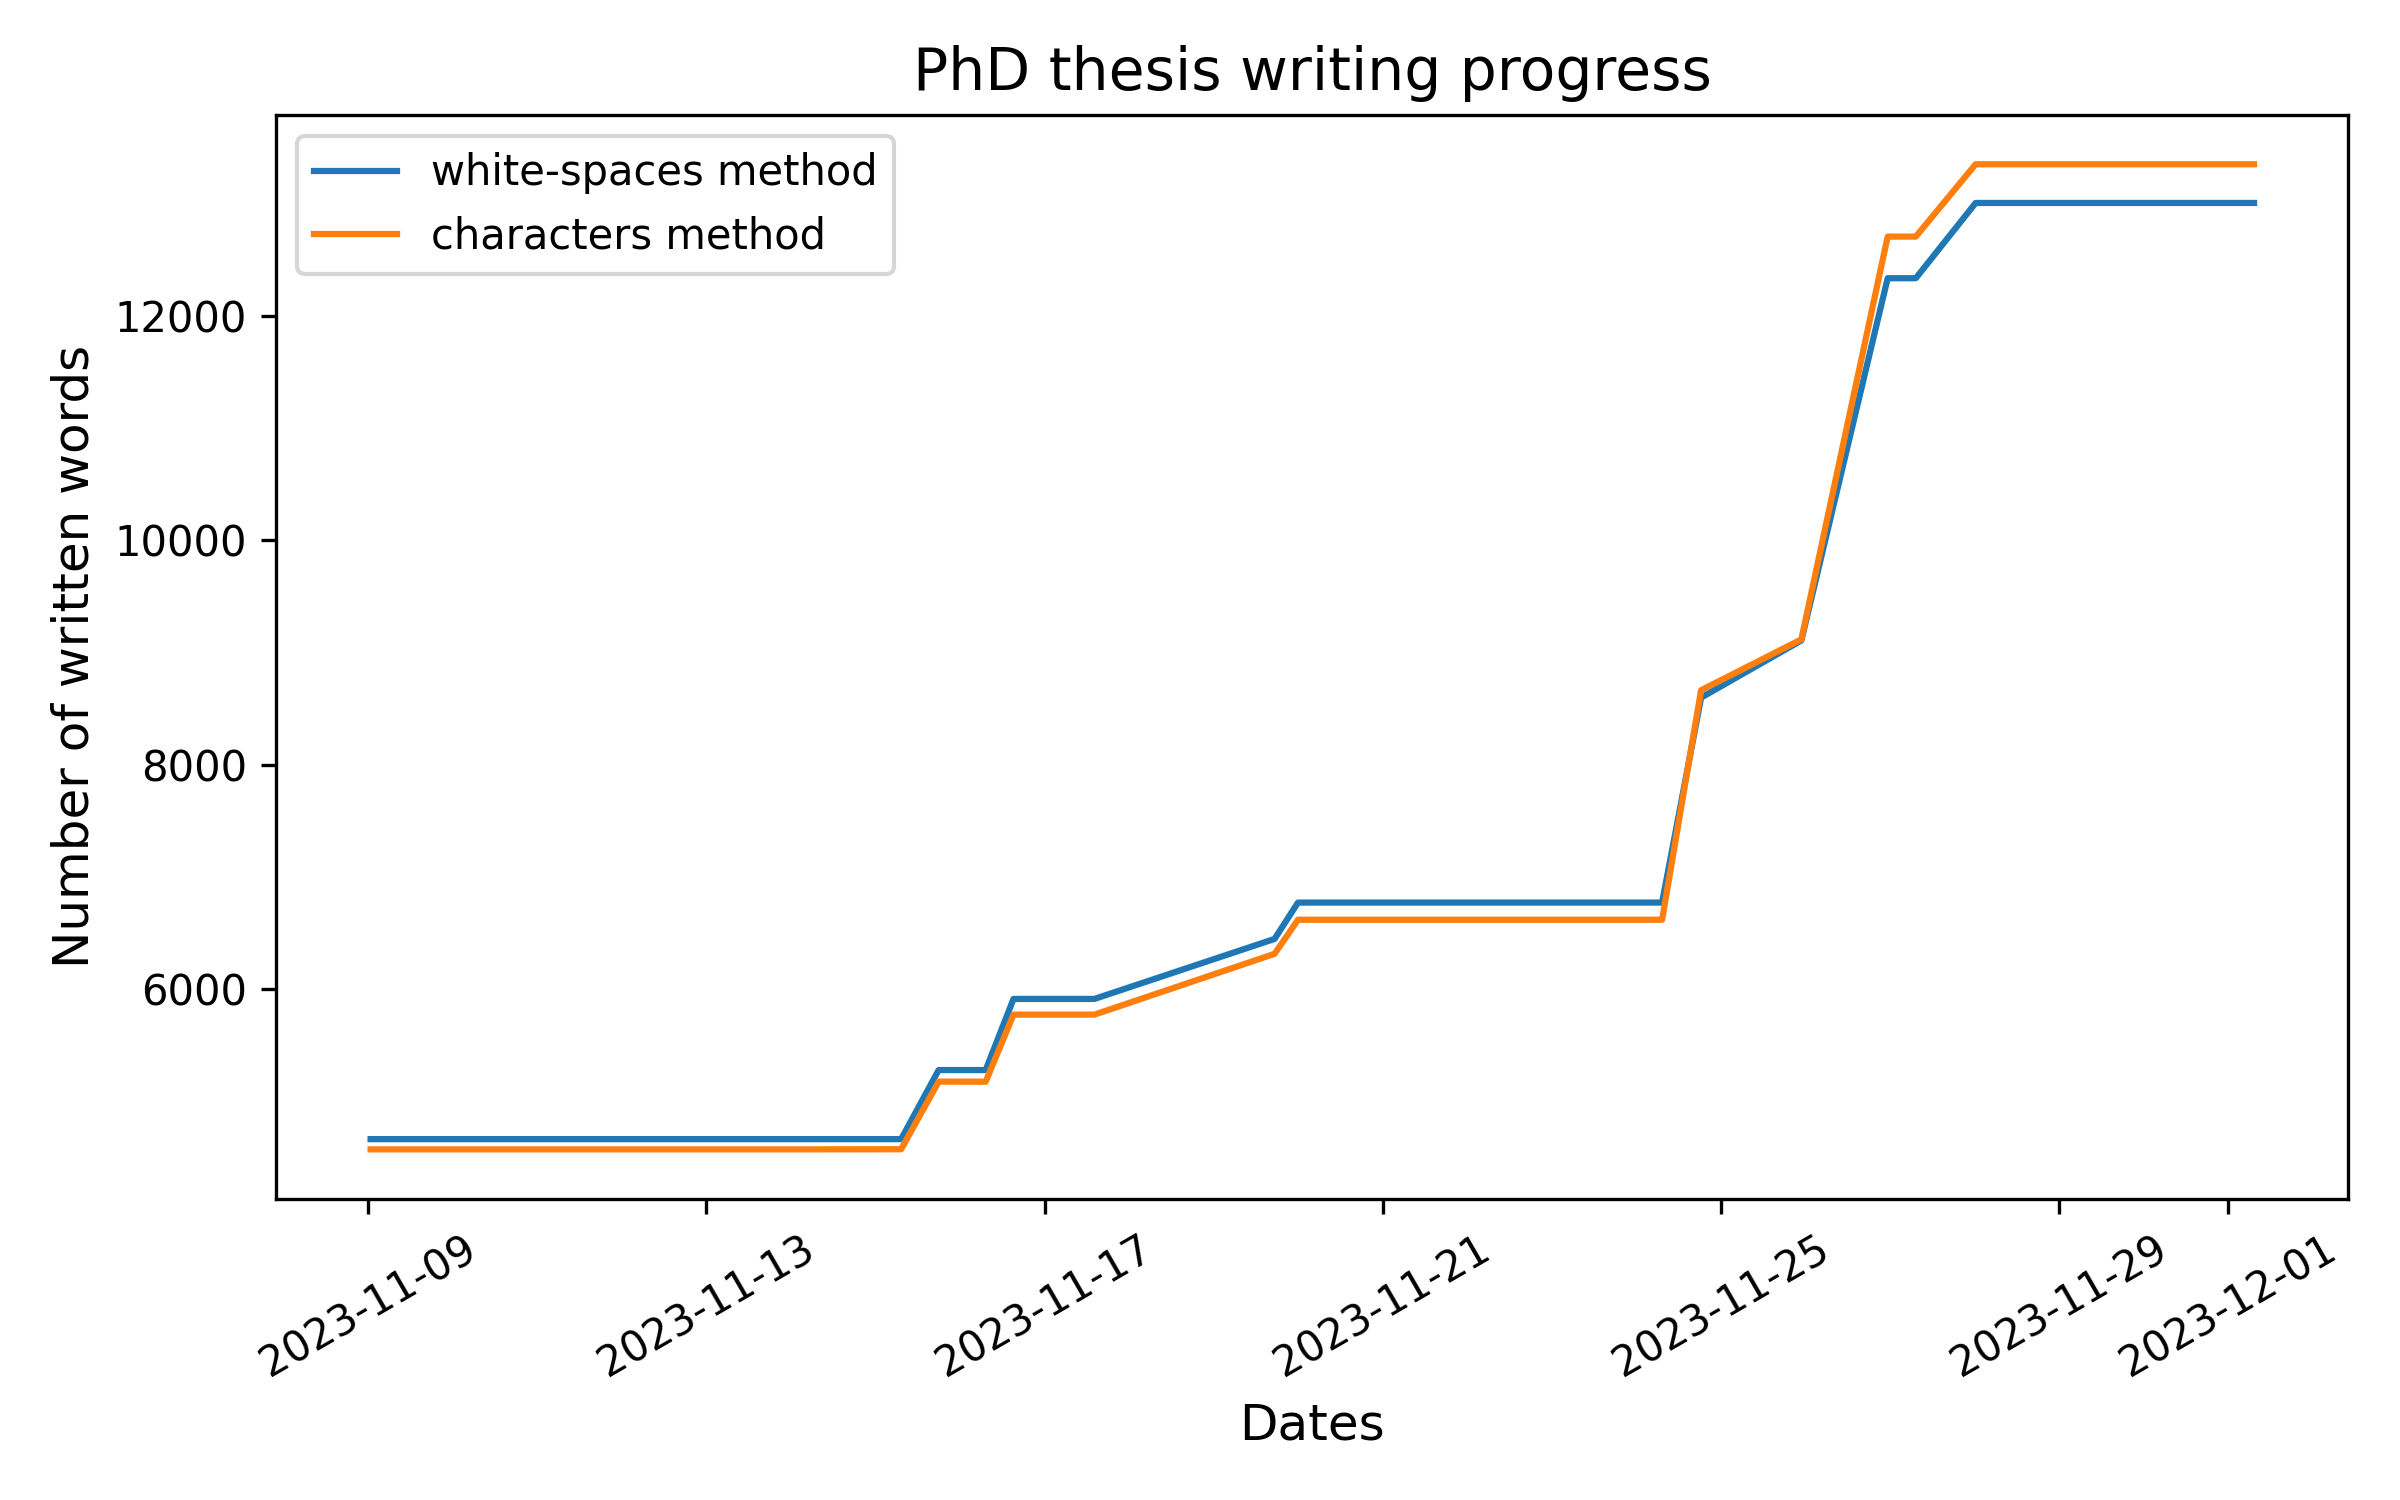 PhD thesis writing progress
white-spaces method
characters method
12000
10000
8000
6000
Number of written words
2023-11-09
2023-11-13
2023-11-17
2023-11-21
2023-11-25
2023-11-29
2023-12-01
Dates